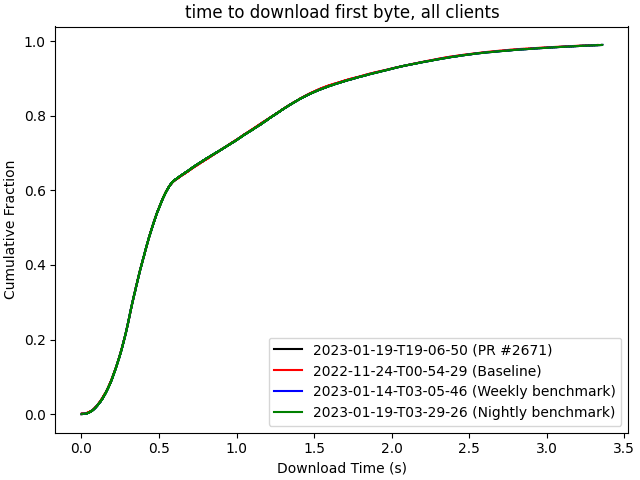 time to download first byte, all clients
1.0
0.8
0.6
0.4
0.2
0.0
Cumulative Fraction
2023-01-19-T19-06-50 (PR #2671)
2022-11-24-T00-54-29 (Baseline)
2023-01-14-T03-05-46 (Weekly benchmark)
2023-01-19-T03-29-26 (Nightly benchmark)
0.0 0.5 1.0 1.5 2.0 2.5 3.0 3.5
Download Time (s)